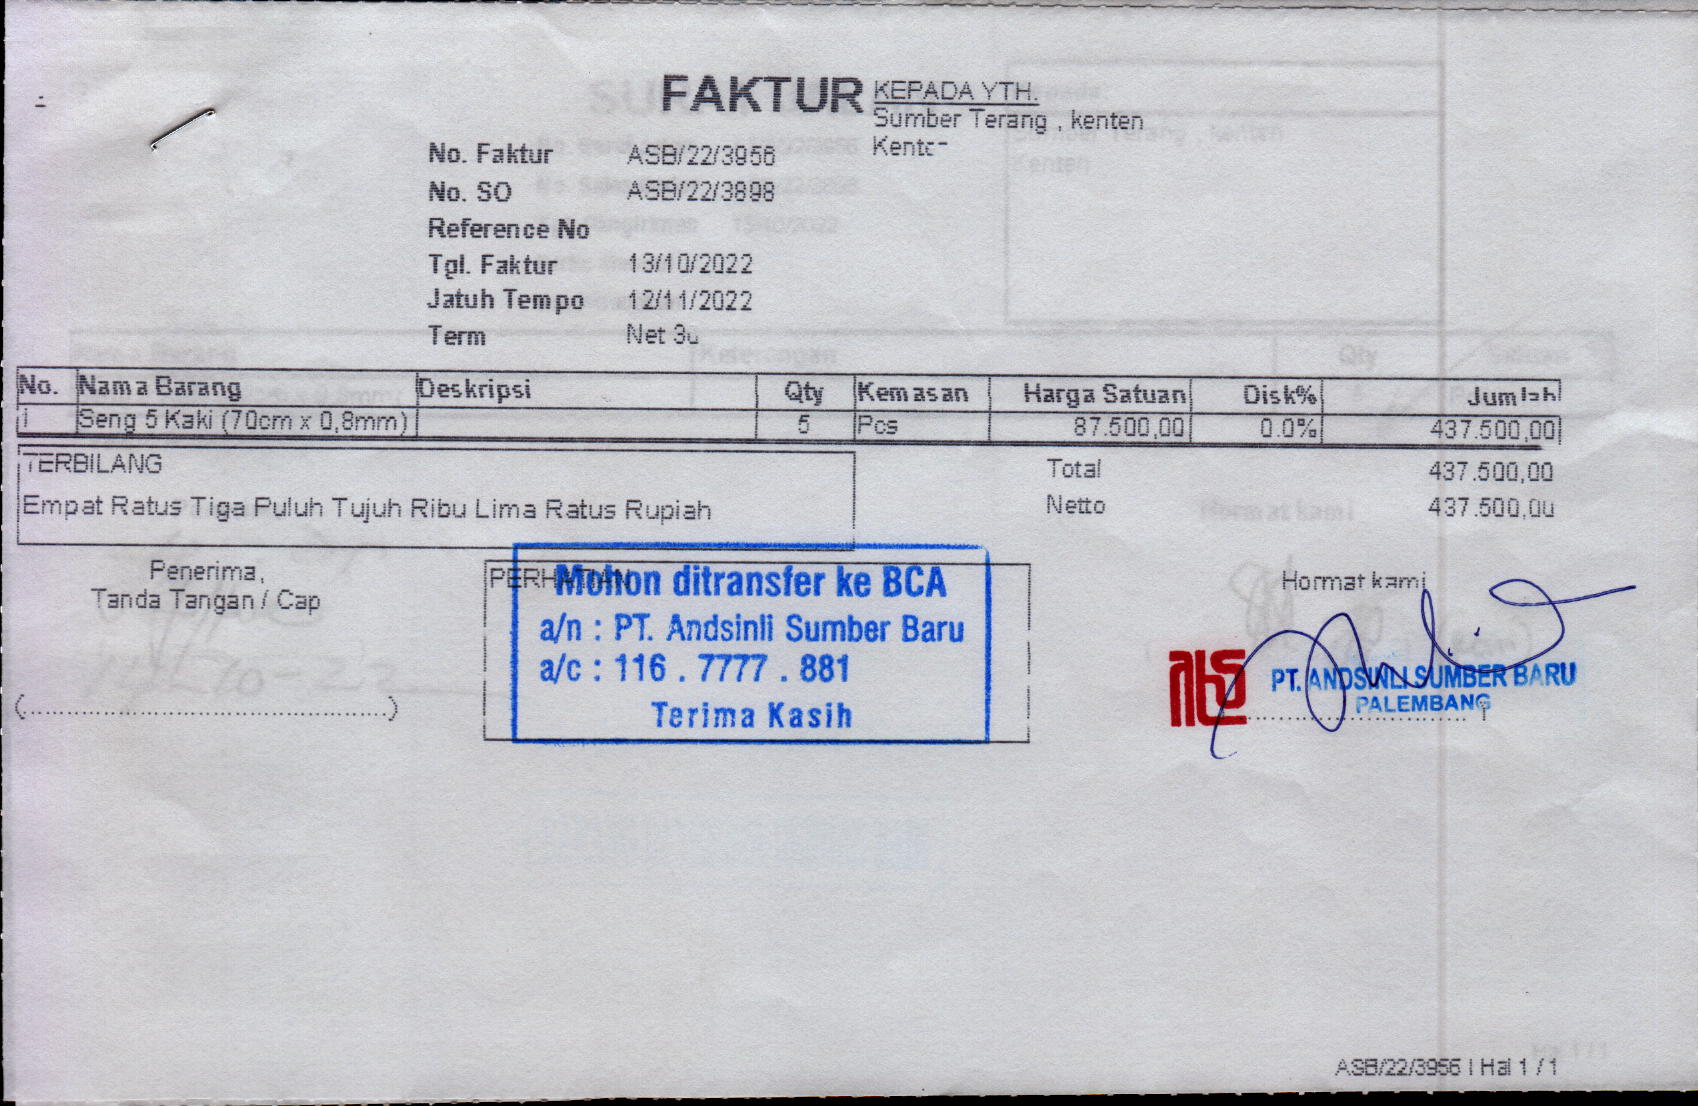 FAKTUR
KEPADA YTH.
Sumber Terang , kenten
No. Faktur ASB/22/3956
No. SO ASB/22/3898
Reference No
Tgl. Faktur 13/10/2022
Jatuh Tempo 12/11/2022
Term Net 30
No. Nama Barang Deskripsi Qty Kemasan Harga Satuan Disk% Jumlah
1 Seng 5 Kaki (70cm x 0,8mm) 5 Pcs 87.500,00 0.0% 437.500,00
TERBILANG
Empat Ratus Tiga Puluh Tujuh Ribu Lima Ratus Rupiah
Total 437.500,00
Netto 437.500,00
Penerima,
Tanda Tangan / Cap
(..........................................................)
PERHATIAN
Mohon ditransfer ke BCA
a/n : PT. Andsinli Sumber Baru
a/c : 116 . 7777 . 881
Terima Kasih
Hormat kami
PT. ANDSINLI SUMBER BARU
PALEMBANG
ASB/22/3956 | Hal 1 / 1